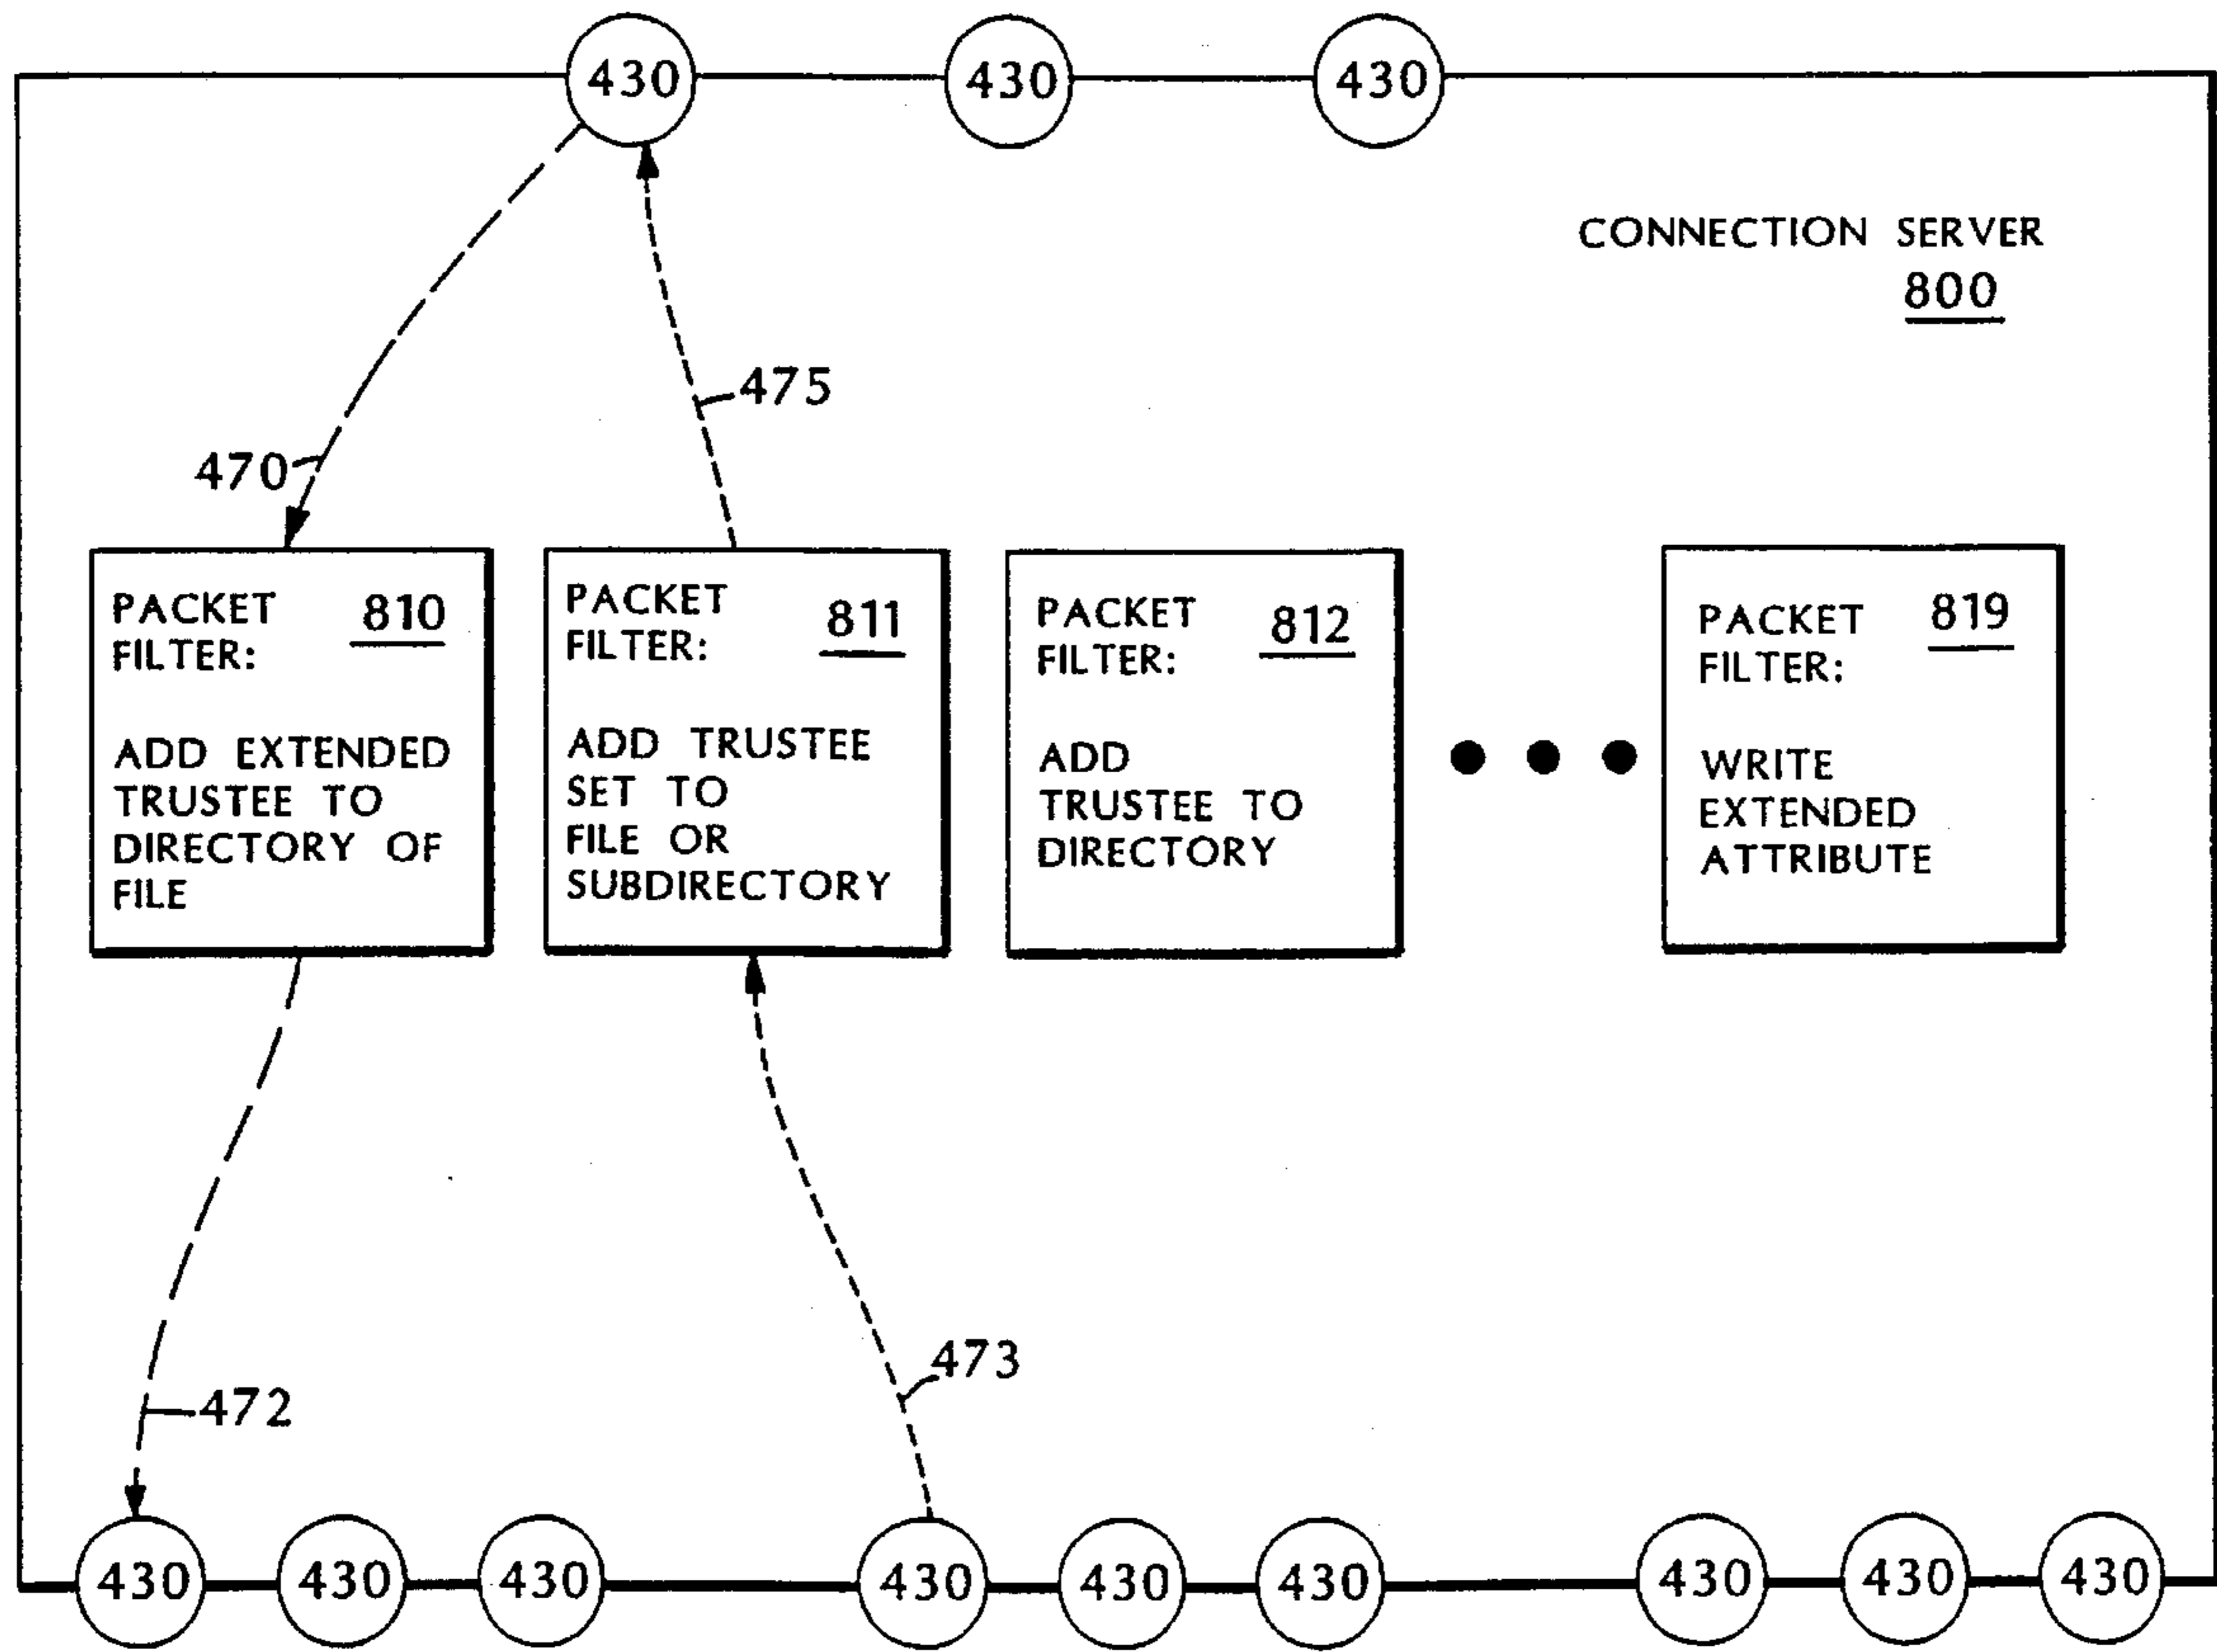 430 430 430
CONNECTION SERVER
800
475
470
PACKET
FILTER:
810
ADD EXTENDED
TRUSTEE TO
DIRECTORY OF
FILE
PACKET
FILTER:
811
ADD TRUSTEE
SET TO
FILE OR
SUBDIRECTORY
PACKET
FILTER:
812
ADD
TRUSTEE TO
DIRECTORY
PACKET
FILTER:
819
WRITE
EXTENDED
ATTRIBUTE
473
472
430 430 430 430 430 430 430 430 430